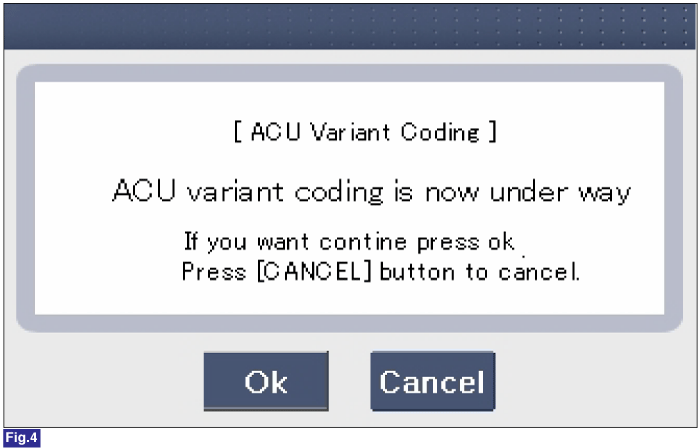 [ ACU Variant Coding ]
ACU variant coding is now under way
If you want contine press ok
Press [CANCEL] button to cancel.
Ok Cancel
Fig.4